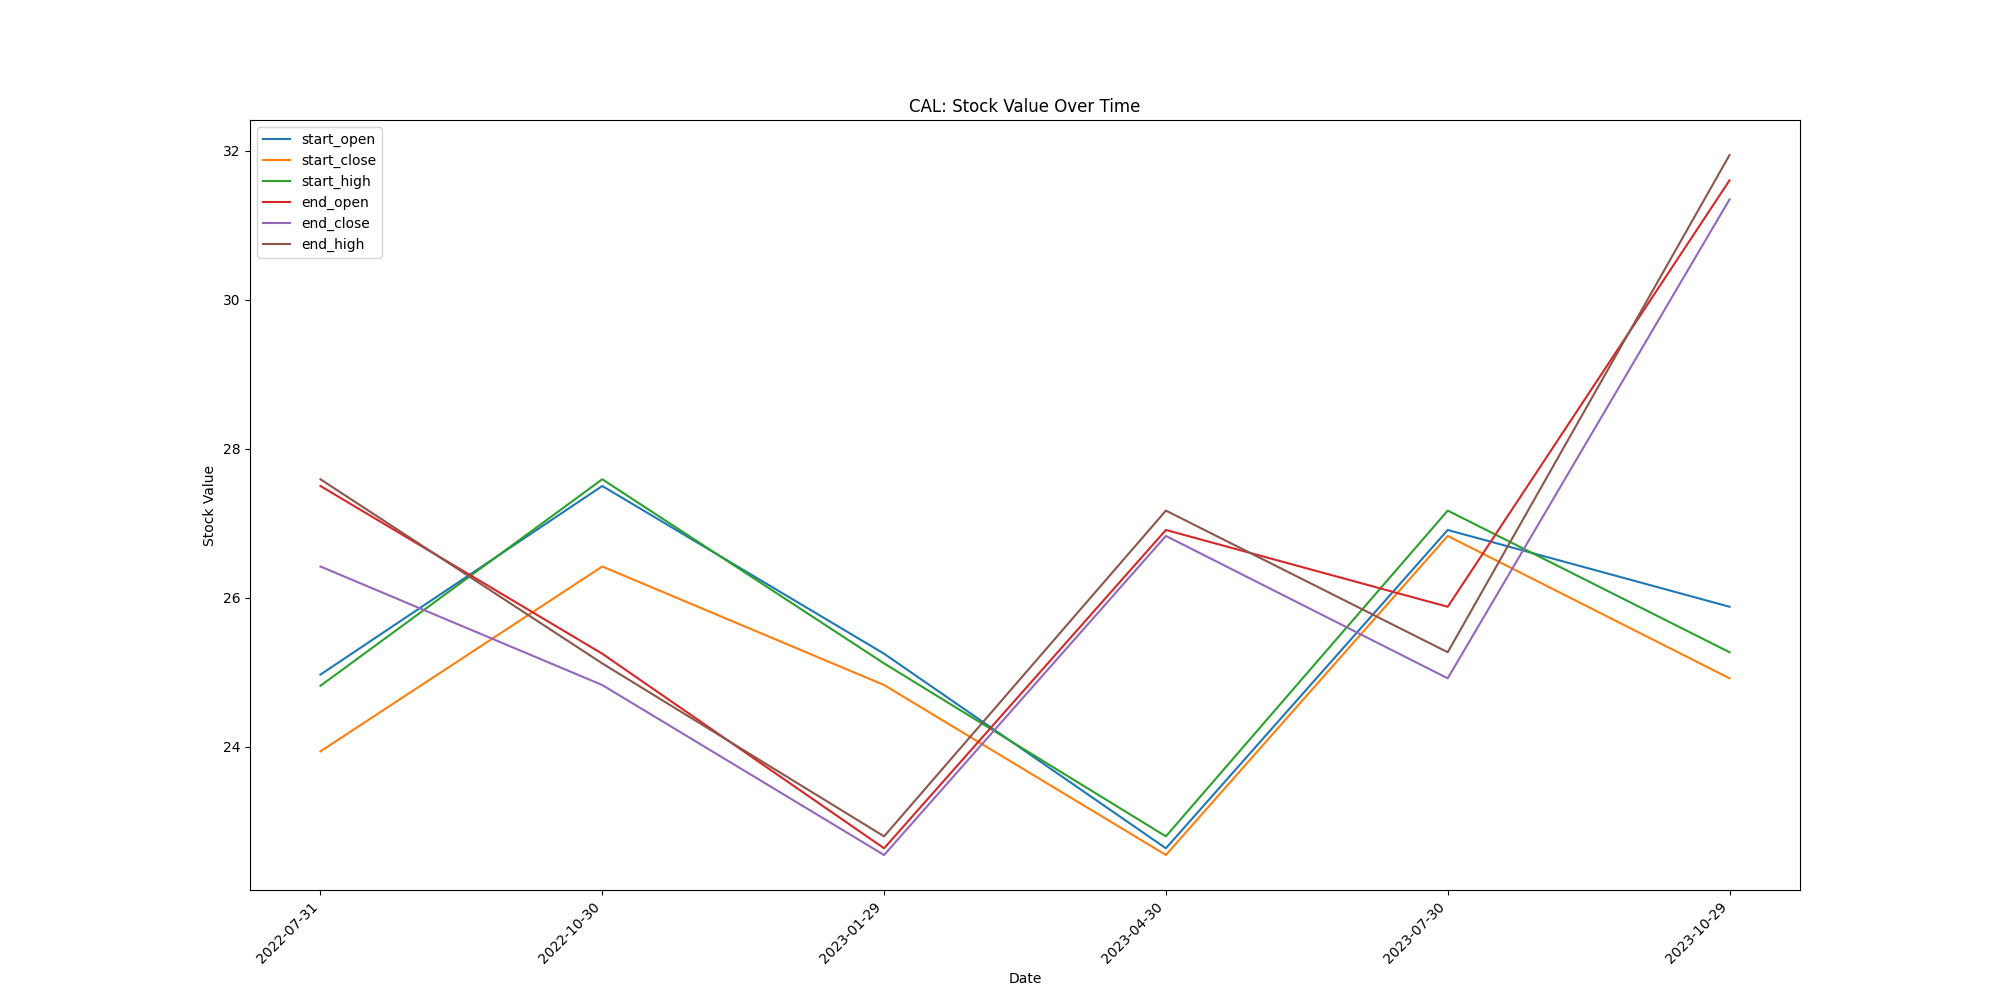 CAL: Stock Value Over Time
start_open
start_close
start_high
end_open
end_close
end_high
Stock Value
32
30
28
26
24
2022-07-31
2022-10-30
2023-01-29
2023-04-30
2023-07-30
2023-10-29
Date